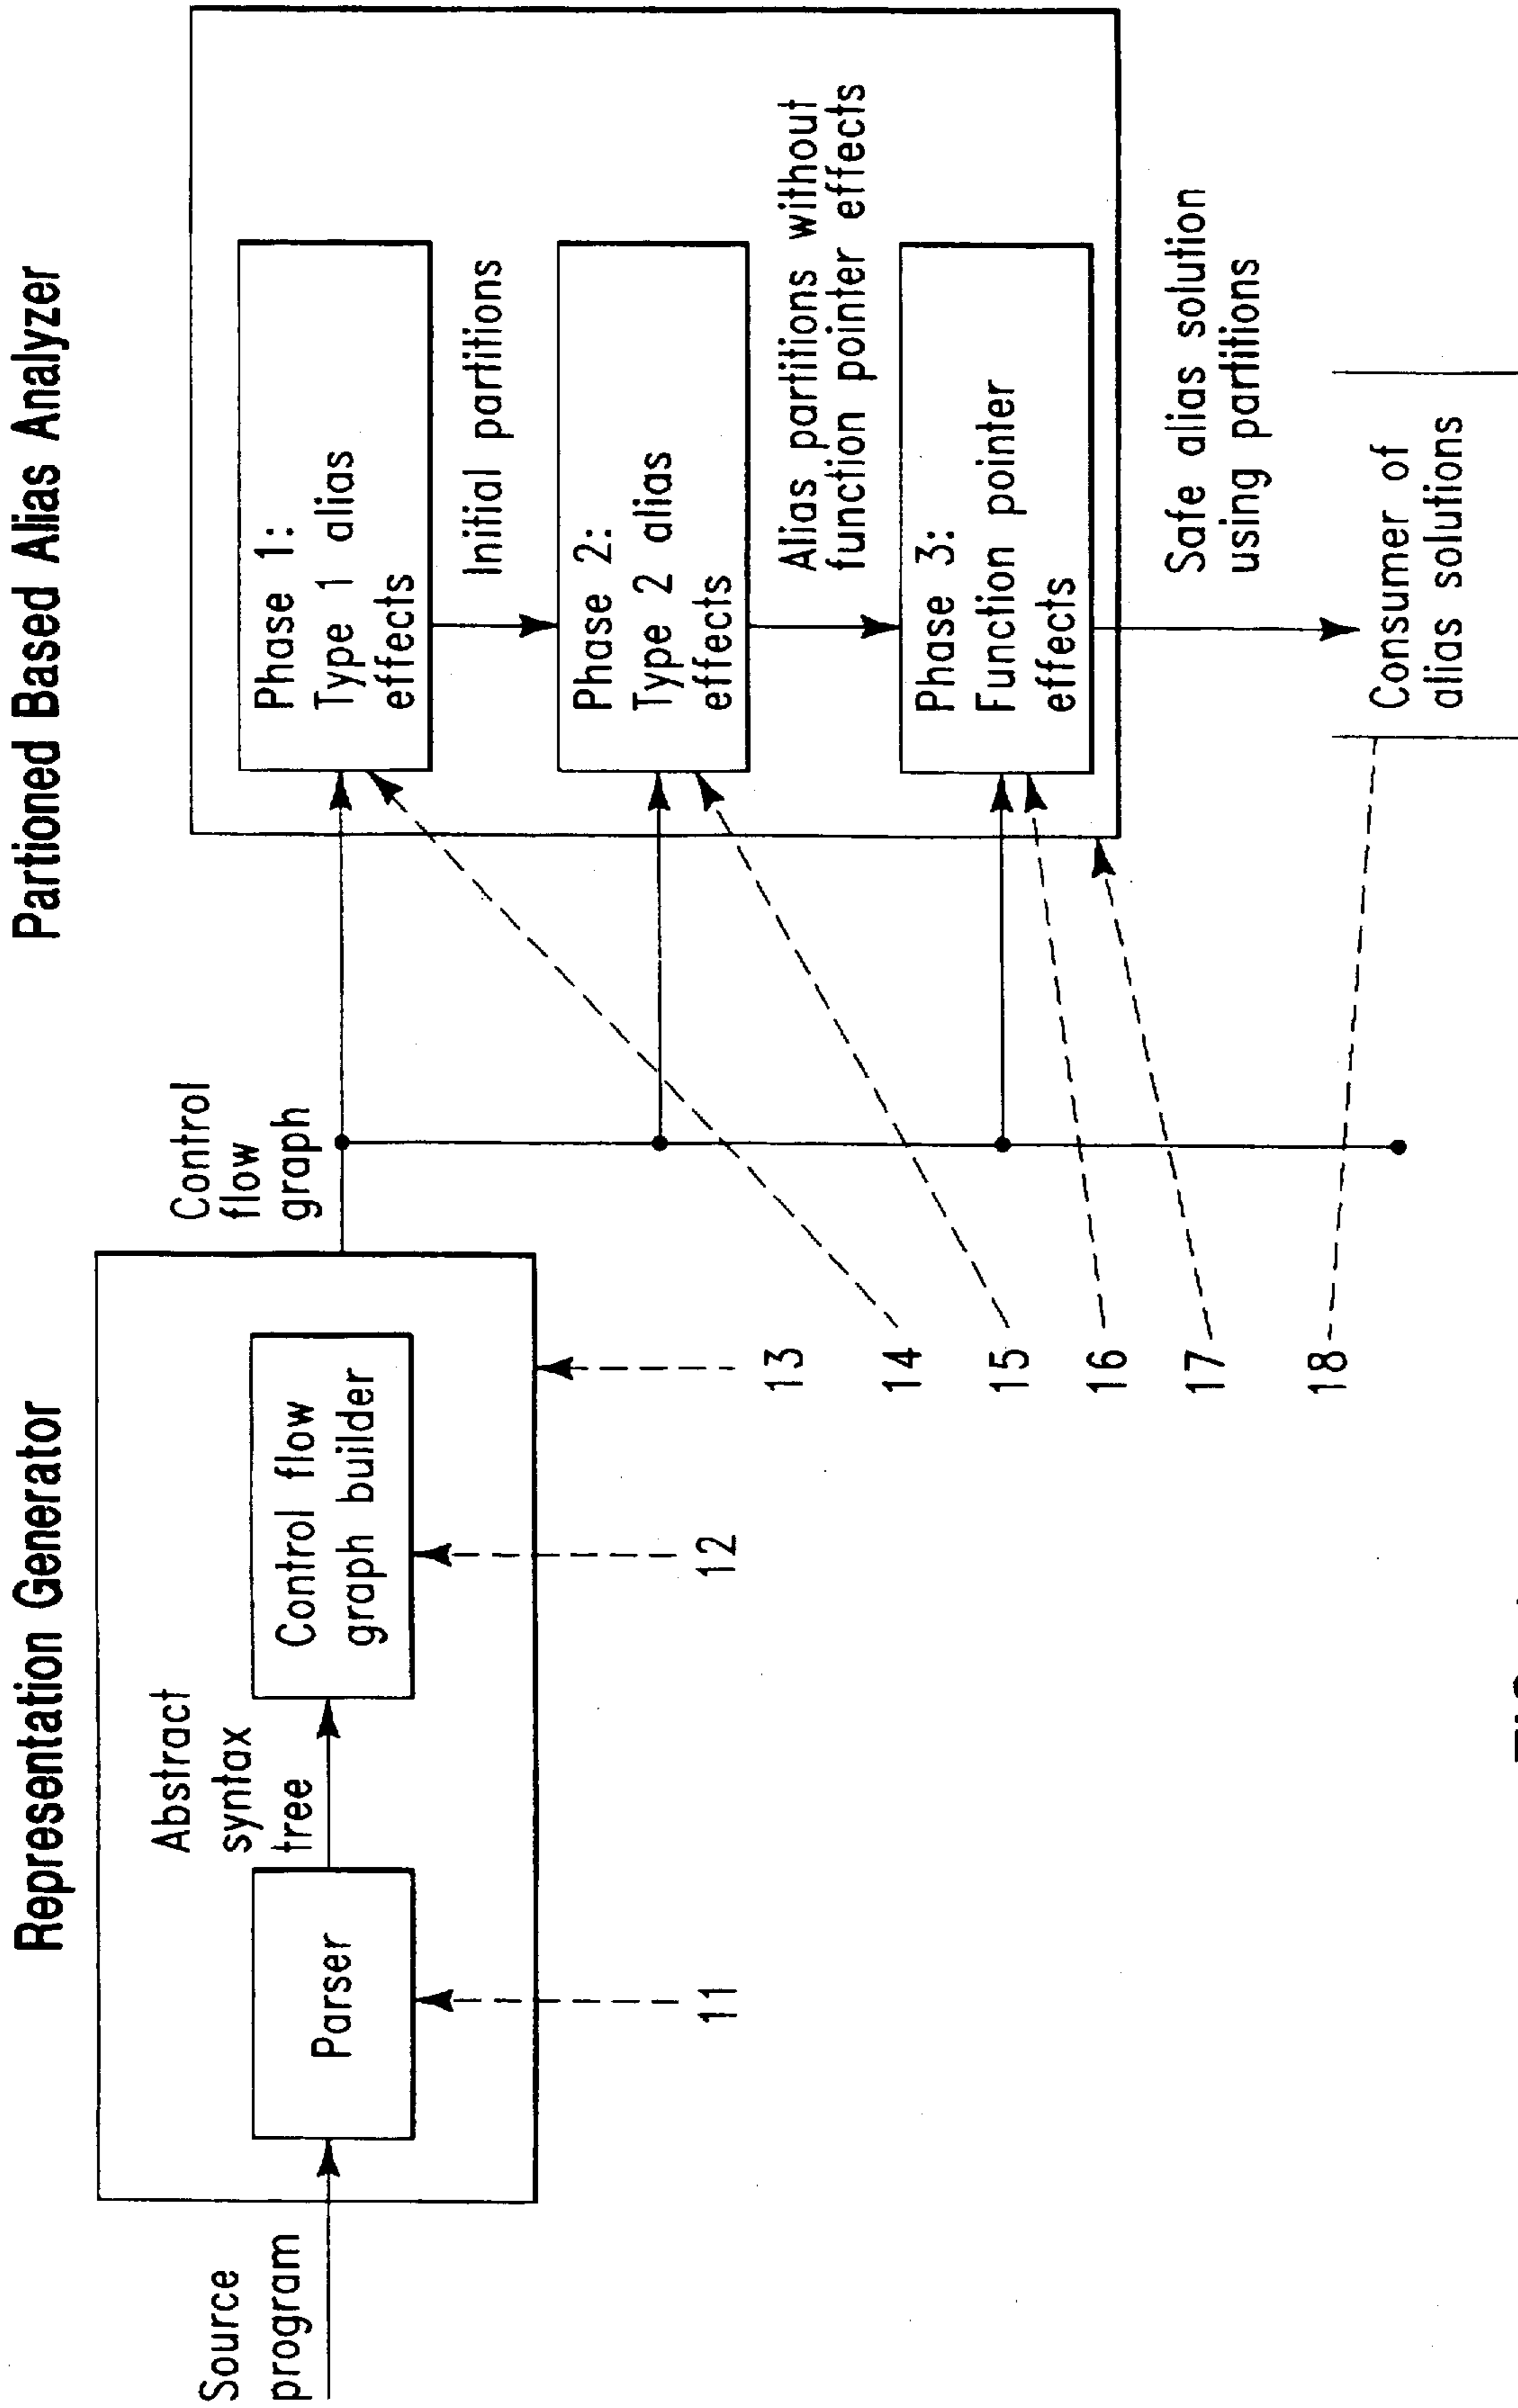 Representation Generator
Partioned Based Alias Analyzer
Source
program
Parser
Abstract
syntax
tree
Control flow
graph builder
Control
flow
graph
Phase 1:
Type 1 alias
effects
Initial partitions
Phase 2:
Type 2 alias
effects
Alias partitions without
function pointer effects
Phase 3:
Function pointer
effects
Safe alias solution
using partitions
Consumer of
alias solutions
11
12
13
14
15
16
17
18